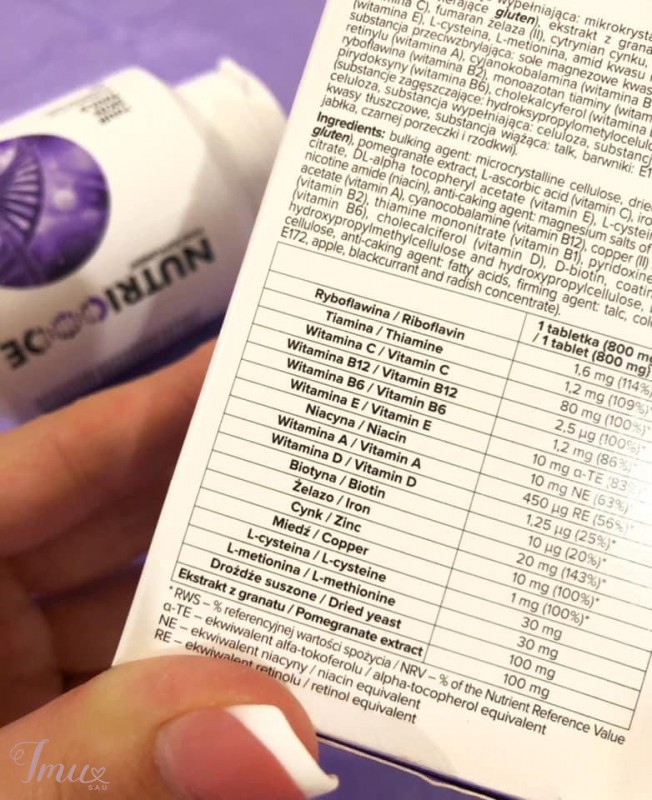 wypełniająca: mikrokrysta
gluten), ekstrakt z grana
(witamina C), fumaran żelaza (II), cytrynian cynku,
(witamina E), L-cysteina, L-metionina, amid kwasu
substancja przeciwzbrylająca: sole magnezowe kwas
retinylu (witamina A), cyjanokobalamina (witamina B
ryboflawina (witamina B2), monoazotan tiaminy (witam
pirydoksyny (witamina B6), cholekalcyferol (witamina
(substancje zagęszczające: hydroksypropylometylocelulo
celuloza, substancja wypełniająca: celuloza, substancj
kwasy tłuszczowe, substancja wiążąca: talk, barwniki: E1
jabłka, czarnej porzeczki i rzodkwi).
Ingredients: bulking agent: microcrystalline cellulose, drie
gluten), pomegranate extract, L-ascorbic acid (vitamin C), iro
citrate, DL-alpha tocopheryl acetate (vitamin E), L-cystein
nicotine amide (niacin), anti-caking agent: magnesium salts of
acetate (vitamin A), cyanocobalamine (vitamin B12), copper (II)
(vitamin B2), thiamine mononitrate (vitamin B1), pyridoxine
(vitamin B6), cholecalciferol (vitamin D), D-biotin, coatin
hydroxypropylmethylcellulose and hydroxypropylcellulose,
cellulose, anti-caking agent: fatty acids, firming agent: talc, colo
E172, apple, blackcurrant and radish concentrate).
1 tabletka (800 mg
/ 1 tablet (800 mg)
Ryboflawina / Riboflavin 1,6 mg (114%)*
Tiamina / Thiamine 1,2 mg (109%)*
Witamina C / Vitamin C 80 mg (100%)*
Witamina B12 / Vitamin B12 2,5 µg (100%)*
Witamina B6 / Vitamin B6 1,2 mg (86%)*
Witamina E / Vitamin E 10 mg α-TE (83%)*
Niacyna / Niacin 10 mg NE (63%)*
Witamina A / Vitamin A 450 µg RE (56%)*
Witamina D / Vitamin D 1,25 µg (25%)*
Biotyna / Biotin 10 µg (20%)*
Żelazo / Iron 20 mg (143%)*
Cynk / Zinc 10 mg (100%)*
Miedź / Copper 1 mg (100%)*
L-cysteina / L-cysteine 30 mg
L-metionina / L-methionine 30 mg
Drożdże suszone / Dried yeast 100 mg
Ekstrakt z granatu / Pomegranate extract 100 mg
*RWS – % referencyjnej wartości spożycia / NRV – % of the Nutrient Reference Value
α-TE – ekwiwalent alfa-tokoferolu / alpha-tocopherol equivalent
NE – ekwiwalent niacyny / niacin equivalent
RE – ekwiwalent retinolu / retinol equivalent
NUTRICODE
Imux
SAU